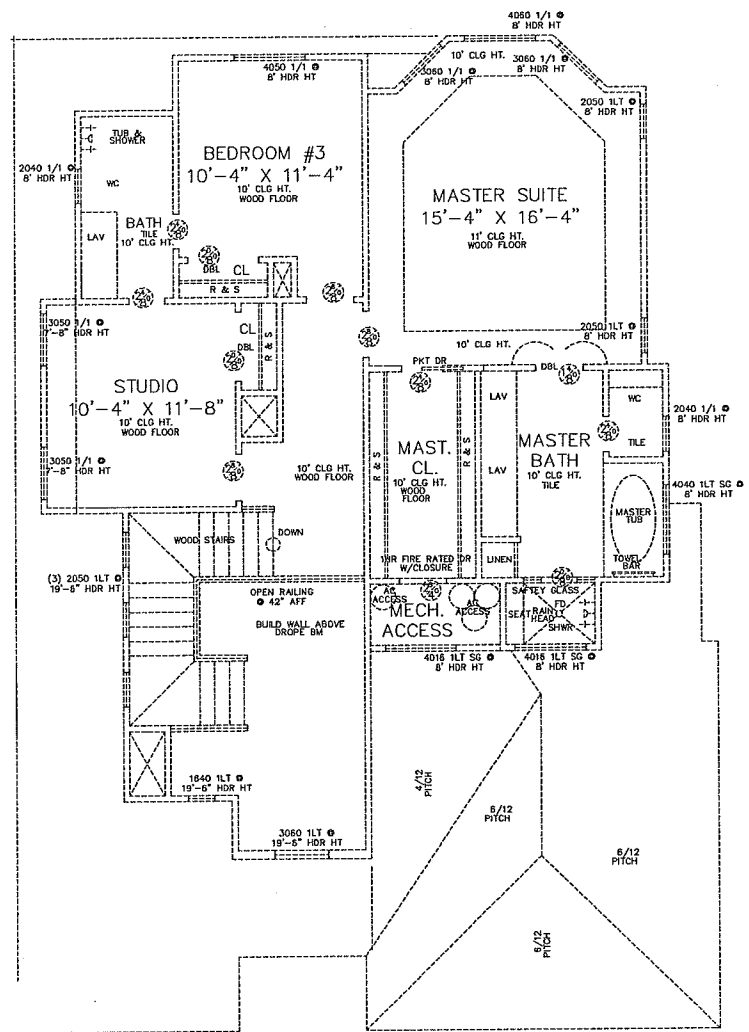 4060 1/1 @
8' HDR HT
10' CLG HT.
3060 1/1 @
8' HDR HT
3060 1/1 @
8' HDR HT
4050 1/1 @
8' HDR HT
2050 1LT @
8' HDR HT
TUB &
SHOWER
2040 1/1 @
8' HDR HT
WC
BEDROOM #3
10'-4" X 11'-4"
10' CLG HT.
WOOD FLOOR
MASTER SUITE
15'-4" X 16'-4"
11' CLG HT.
WOOD FLOOR
LAV
BATH
TILE
10' CLG HT.
DBL
CL
R & S
3050 1/1 @
7'-8" HDR HT
CL
DBL
R & S
2050 1LT @
8' HDR HT
10' CLG HT.
PKT DR
DBL
STUDIO
10'-4" X 11'-8"
10' CLG HT.
WOOD FLOOR
LAV
WC
2040 1/1 @
8' HDR HT
TILE
3050 1/1 @
7'-8" HDR HT
10' CLG HT.
WOOD FLOOR
R & S
MAST.
CL.
10' CLG HT.
WOOD
FLOOR
R & S
LAV
MASTER
BATH
10' CLG HT.
TILE
4040 1LT SG @
8' HDR HT
MASTER
TUB
WOOD STAIRS
DOWN
1HR FIRE RATED DR
W/CLOSURE
LINEN
TOWEL
BAR
(3) 2050 1LT @
19'-6" HDR HT
OPEN RAILING
@ 42" AFF
BUILD WALL ABOVE
DROPE BM
AC
ACCESS
MECH.
ACCESS
AC
ACCESS
SAFTEY GLASS
SEAT
RAIN
HEAD
FD
SHWR
4016 1LT SG @
8' HDR HT
4016 1LT SG @
8' HDR HT
1640 1LT @
19'-6" HDR HT
3060 1LT @
19'-6" HDR HT
4/12
PITCH
6/12
PITCH
6/12
PITCH
6/12
PITCH